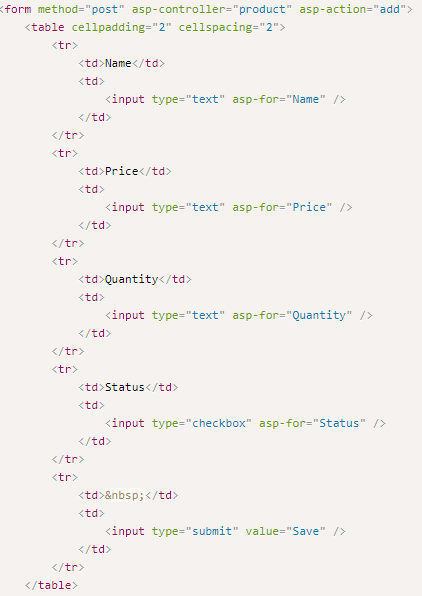 <form method="post" asp-controller="product" asp-action="add">
    <table cellpadding="2" cellspacing="2">
        <tr>
            <td>Name</td>
            <td>
                <input type="text" asp-for="Name" />
            </td>
        </tr>
        <tr>
            <td>Price</td>
            <td>
                <input type="text" asp-for="Price" />
            </td>
        </tr>
        <tr>
            <td>Quantity</td>
            <td>
                <input type="text" asp-for="Quantity" />
            </td>
        </tr>
        <tr>
            <td>Status</td>
            <td>
                <input type="checkbox" asp-for="Status" />
            </td>
        </tr>
        <tr>
            <td>&nbsp;</td>
            <td>
                <input type="submit" value="Save" />
            </td>
        </tr>
    </table>